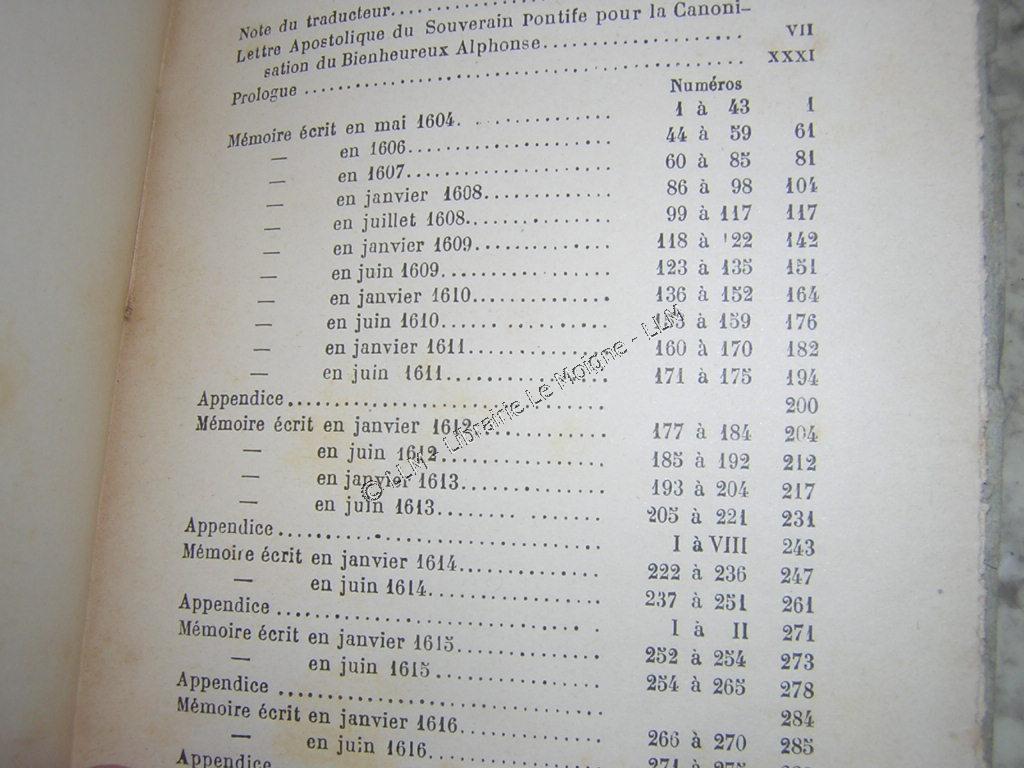 Note du traducteur
Lettre Apostolique du Souverain Pontife pour la Canoni-
sation du Bienheureux Alphonse VII
Prologue XXXI
Numéros
Mémoire écrit en mai 1604. 1 à 43 1
— en 1606 44 à 59 61
— en 1607 60 à 85 81
— en janvier 1608 86 à 98 104
— en juillet 1608 99 à 117 117
— en janvier 1609 118 à 122 142
— en juin 1609 123 à 135 151
— en janvier 1610 136 à 152 164
— en juin 1610 153 à 159 176
— en janvier 1611 160 à 170 182
— en juin 1611 171 à 175 194
Appendice 200
Mémoire écrit en janvier 1612 177 à 184 204
— en juin 1612 185 à 192 212
— en janvier 1613 193 à 204 217
— en juin 1613 205 à 221 231
Appendice I à VIII 243
Mémoire écrit en janvier 1614 222 à 236 247
— en juin 1614 237 à 251 261
Appendice I à II 271
Mémoire écrit en janvier 1615 252 à 254 273
— en juin 1615 254 à 265 278
Appendice 284
Mémoire écrit en janvier 1616 266 à 270 285
— en juin 1616
Appendice
© LLM - Librairie Le Moigne - LLM